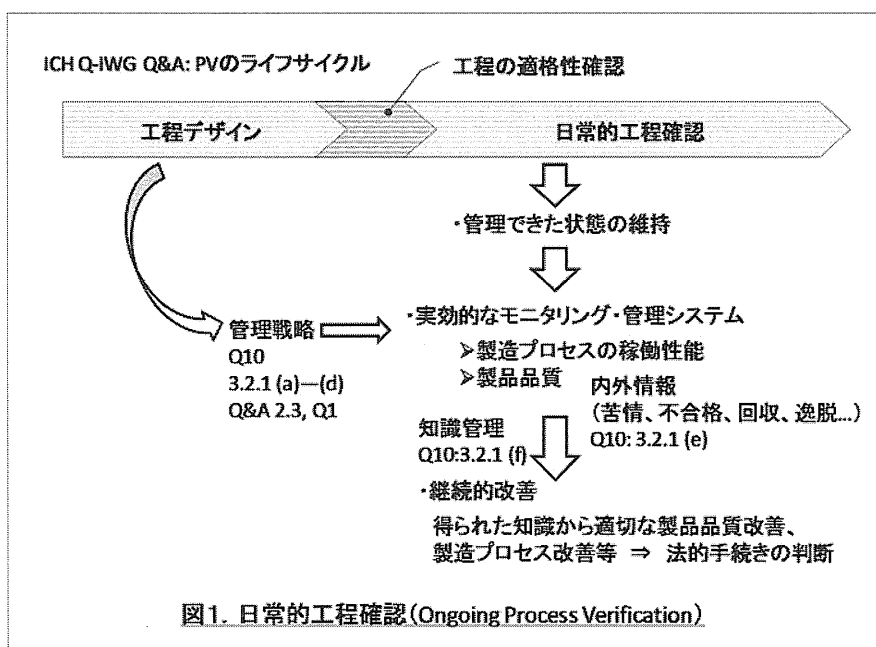 ICH Q-IWG Q&A: PVのライフサイクル
工程の適格性確認
工程デザイン
日常的工程確認
・管理できた状態の維持
・実効的なモニタリング・管理システム
➢製造プロセスの稼働性能
➢製品品質
管理戦略
Q10
3.2.1 (a)—(d)
Q&A 2.3, Q1
内外情報
(苦情、不合格、回収、逸脱...)
Q10: 3.2.1 (e)
知識管理
Q10:3.2.1 (f)
・継続的改善
得られた知識から適切な製品品質改善、
製造プロセス改善等 ⇒ 法的手続きの判断
図1. 日常的工程確認(Ongoing Process Verification)